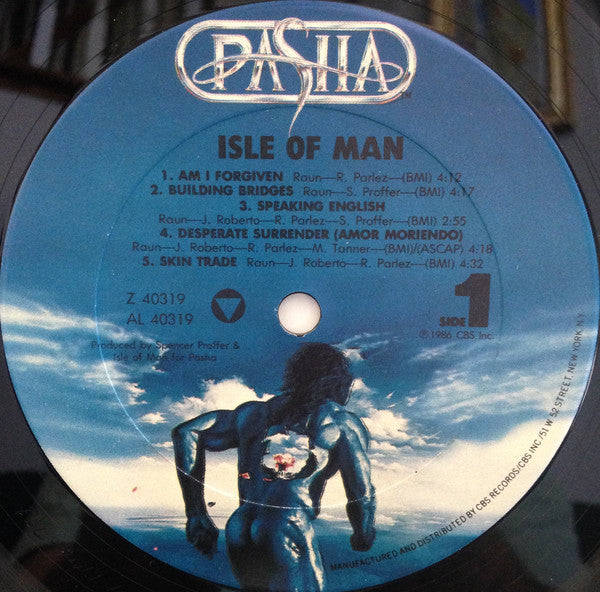 PASHA
TM
ISLE OF MAN
1. AM I FORGIVEN Raun—R. Parlez—(BMI) 4:12
2. BUILDING BRIDGES Raun—S. Proffer—(BMI) 4:17
3. SPEAKING ENGLISH
Raun—J. Roberto—R. Parlez—S. Proffer—(BMI) 2:55
4. DESPERATE SURRENDER (AMOR MORIENDO)
Raun—J. Roberto—R. Parlez—M. Tanner—(BMI)/(ASCAP) 4:18
5. SKIN TRADE Raun—J. Roberto—R. Parlez—(BMI) 4:32
Z 40319
AL 40319
SIDE 1
Produced by Spencer Proffer &
Isle of Man for Pasha
℗1986 CBS Inc.
MANUFACTURED AND DISTRIBUTED BY CBS RECORDS/CBS INC./51 W. 52 STREET, NEW YORK, N.Y.